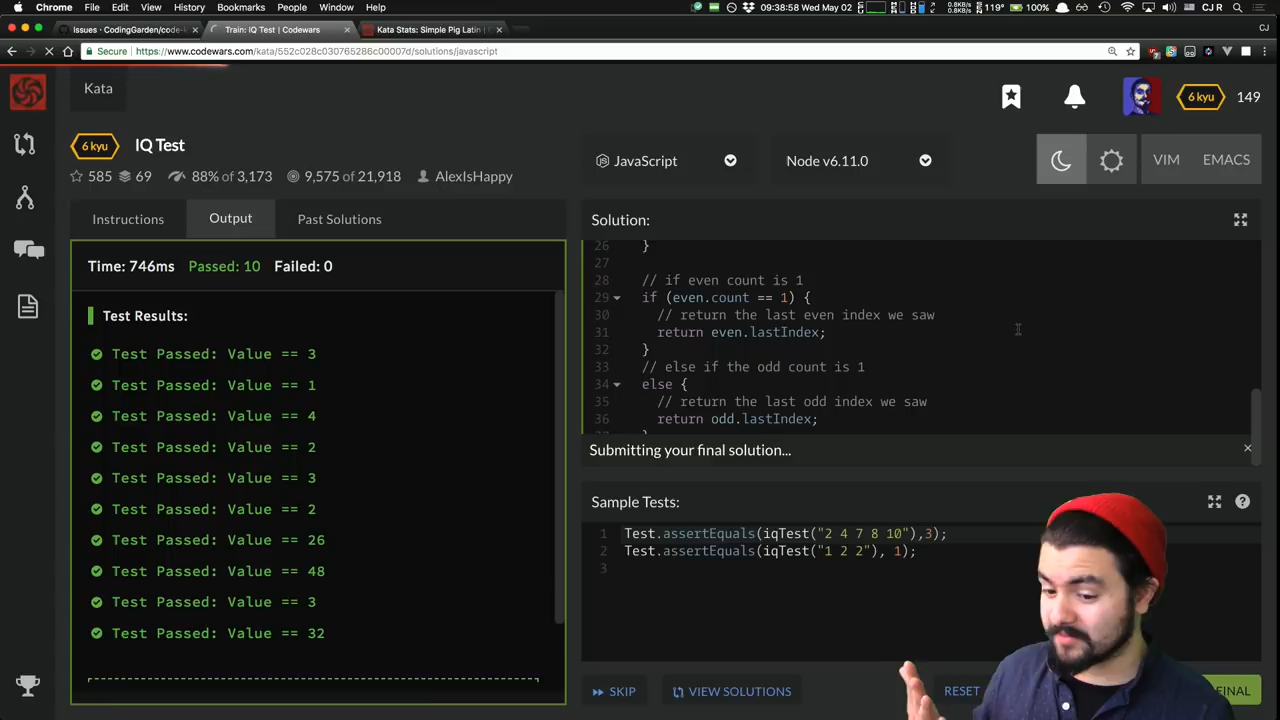 Chrome File Edit View History Bookmarks People Window Help
0.0KB/s
0.8KB/s
119° 100% 09:38:58 Wed May 02 CJ R
Issues · CodingGarden/code-k × Train: IQ Test | Codewars × Kata Stats: Simple Pig Latin | C × CJ
Secure https://www.codewars.com/kata/552c028c030765286c00007d/solutions/javascript
Kata
6 kyu 149
6 kyu IQ Test
JavaScript Node v6.11.0 VIM EMACS
585 69 88% of 3,173 9,575 of 21,918 AlexIsHappy
Instructions Output Past Solutions
Solution:
Time: 746ms Passed: 10 Failed: 0
Test Results:
Test Passed: Value == 3
Test Passed: Value == 1
Test Passed: Value == 4
Test Passed: Value == 2
Test Passed: Value == 3
Test Passed: Value == 2
Test Passed: Value == 26
Test Passed: Value == 48
Test Passed: Value == 3
Test Passed: Value == 32
26 }
27
28 // if even count is 1
29 if (even.count == 1) {
30 // return the last even index we saw
31 return even.lastIndex;
32 }
33 // else if the odd count is 1
34 else {
35 // return the last odd index we saw
36 return odd.lastIndex;
Submitting your final solution... ×
Sample Tests:
1 Test.assertEquals(iqTest("2 4 7 8 10"),3);
2 Test.assertEquals(iqTest("1 2 2"), 1);
3
SKIP VIEW SOLUTIONS RESET FINAL